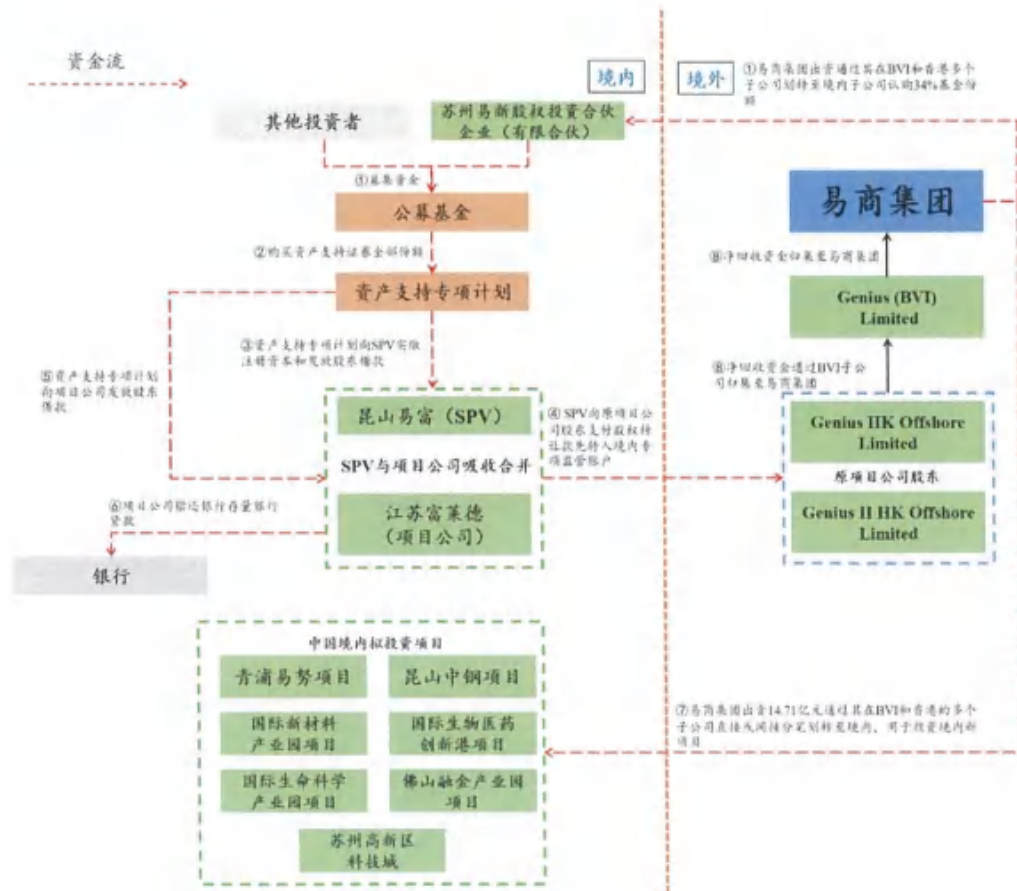 资金流
境内
境外
①易商集团出资通过其在BVI和香港多个
子公司划转至境内子公司认购34%基金份
额
其他投资者
苏州易新股权投资合伙
企业（有限合伙）
①募集资金
公募基金
易商集团
②购买资产支持证券全部份额
⑧净回收资金归集至易商集团
资产支持专项计划
Genius (BVI)
Limited
③资产支持专项计划向SPV实缴
注册资本和发放股东借款
⑤资产支持专项计划
向项目公司发放股东
借款
⑧净回收资金通过BVI子公
司归集至易商集团
昆山易富（SPV）
④ SPV向原项目公
司股东支付股权转
让款先转入境内专
项监管账户
Genius HK Offshore
Limited
SPV与项目公司吸收合并
原项目公司股东
⑥项目公司偿还银行存量银行
贷款
江苏富莱德
（项目公司）
Genius II HK Offshore
Limited
银行
中国境内拟投资项目
青浦易努项目
昆山中钢项目
国际新材料
产业园项目
国际生物医药
创新港项目
⑦易商集团出资14.71亿元通过其在BVI和香港的多个
子公司直接或间接分笔划转至境内，用于投资境内新
项目
国际生命科学
产业园项目
佛山融金产业园
项目
苏州高新区
科技城